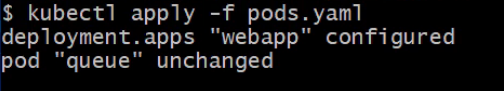 $ kubectl apply -f pods.yaml
deployment.apps "webapp" configured
pod "queue" unchanged